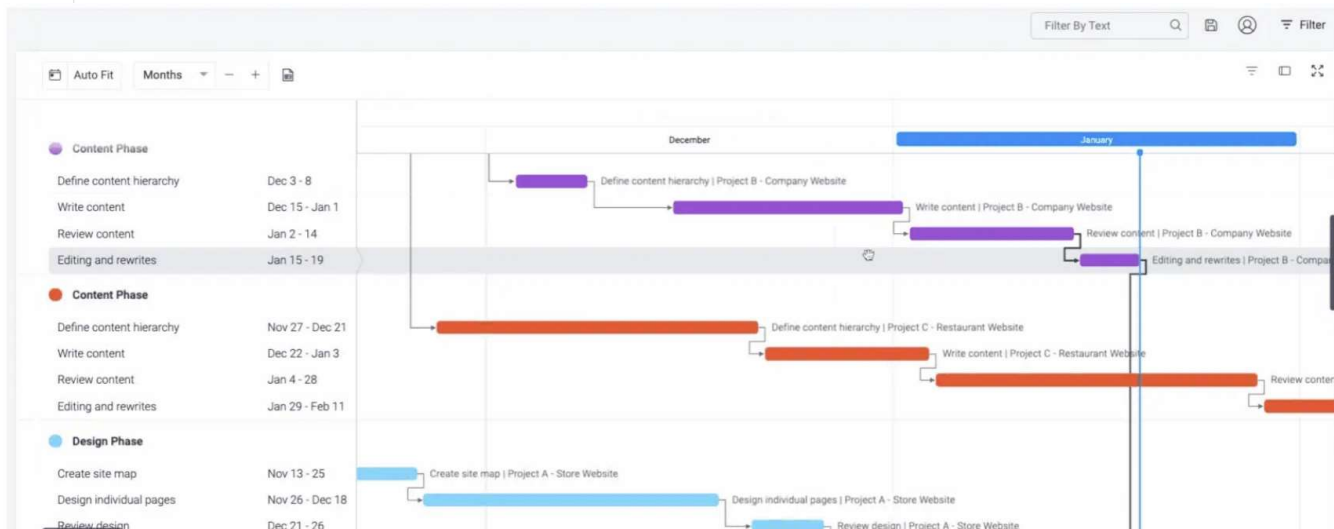 Filter By Text
Filter
Auto Fit
Months
December
January
Content Phase
Define content hierarchy Dec 3 - 8 Define content hierarchy | Project B - Company Website
Write content Dec 15 - Jan 1 Write content | Project B - Company Website
Review content Jan 2 - 14 Review content | Project B - Company Website
Editing and rewrites Jan 15 - 19 Editing and rewrites | Project B - Compa
Content Phase
Define content hierarchy Nov 27 - Dec 21 Define content hierarchy | Project C - Restaurant Website
Write content Dec 22 - Jan 3 Write content | Project C - Restaurant Website
Review content Jan 4 - 28 Review conter
Editing and rewrites Jan 29 - Feb 11
Design Phase
Create site map Nov 13 - 25 Create site map | Project A - Store Website
Design individual pages Nov 26 - Dec 18 Design individual pages | Project A - Store Website
Review design Dec 21 - 26 Review design | Project A - Store Website